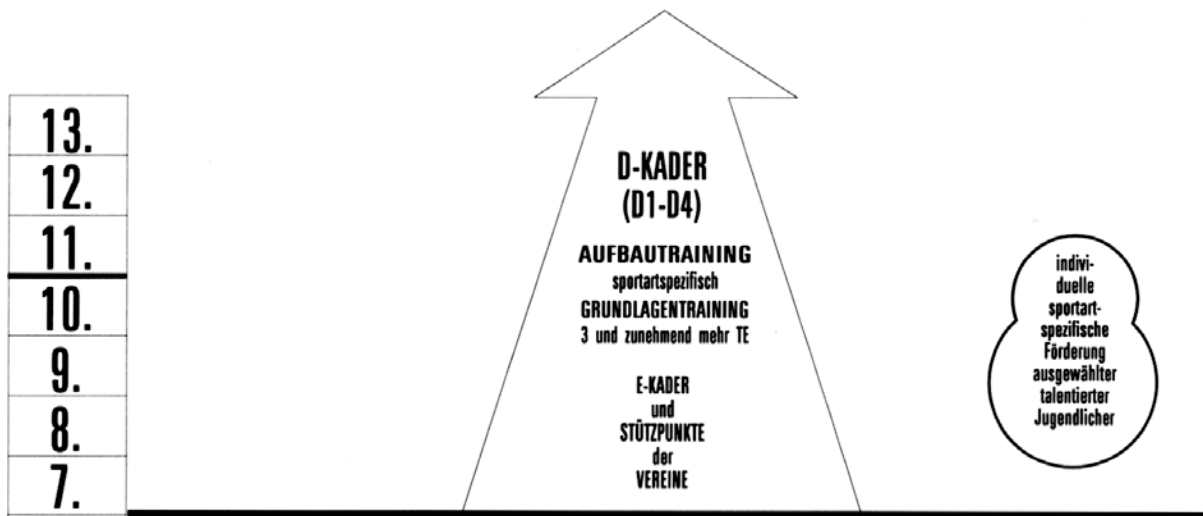 13.
12.
11.
10.
9.
8.
7.
D-KADER
(D1-D4)
AUFBAUTRAINING
sportartspezifisch
GRUNDLAGENTRAINING
3 und zunehmend mehr TE
E-KADER
und
STÜTZPUNKTE
der
VEREINE
indivi-
duelle
sportart-
spezifische
Förderung
ausgewählter
talentierter
Jugendlicher